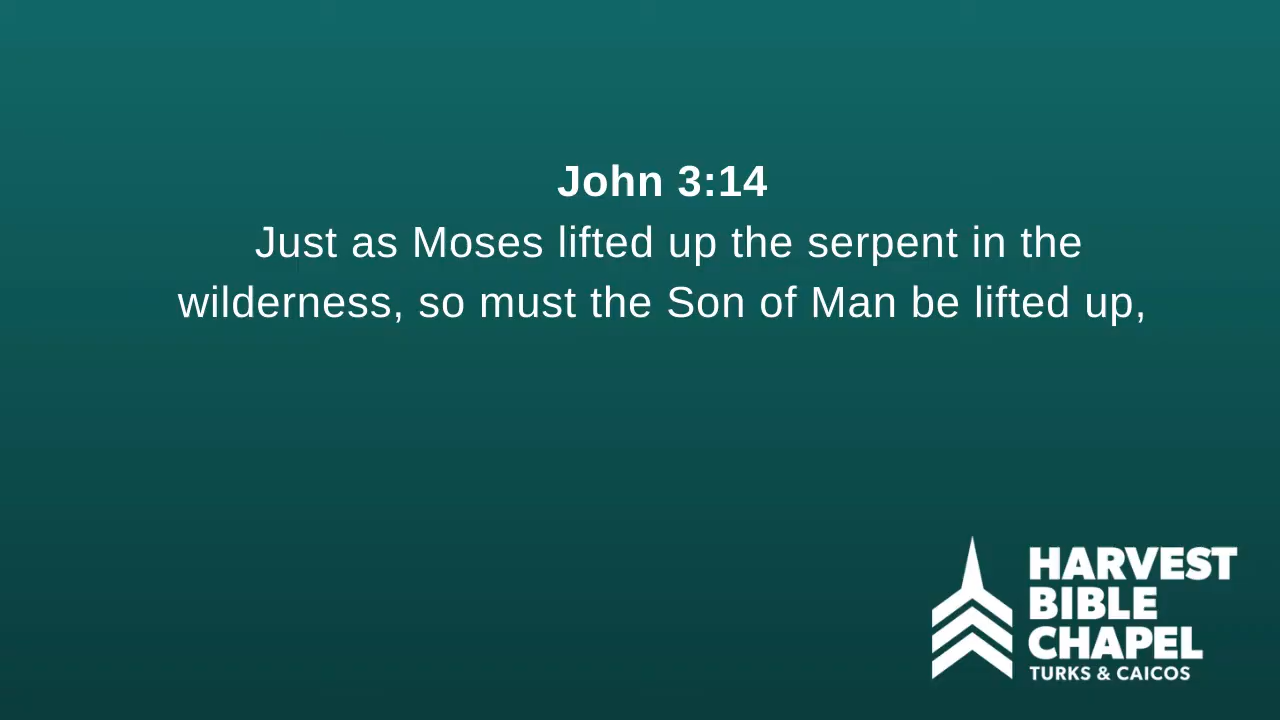 John 3:14
Just as Moses lifted up the serpent in the
wilderness, so must the Son of Man be lifted up,
HARVEST
BIBLE
CHAPEL
TURKS & CAICOS